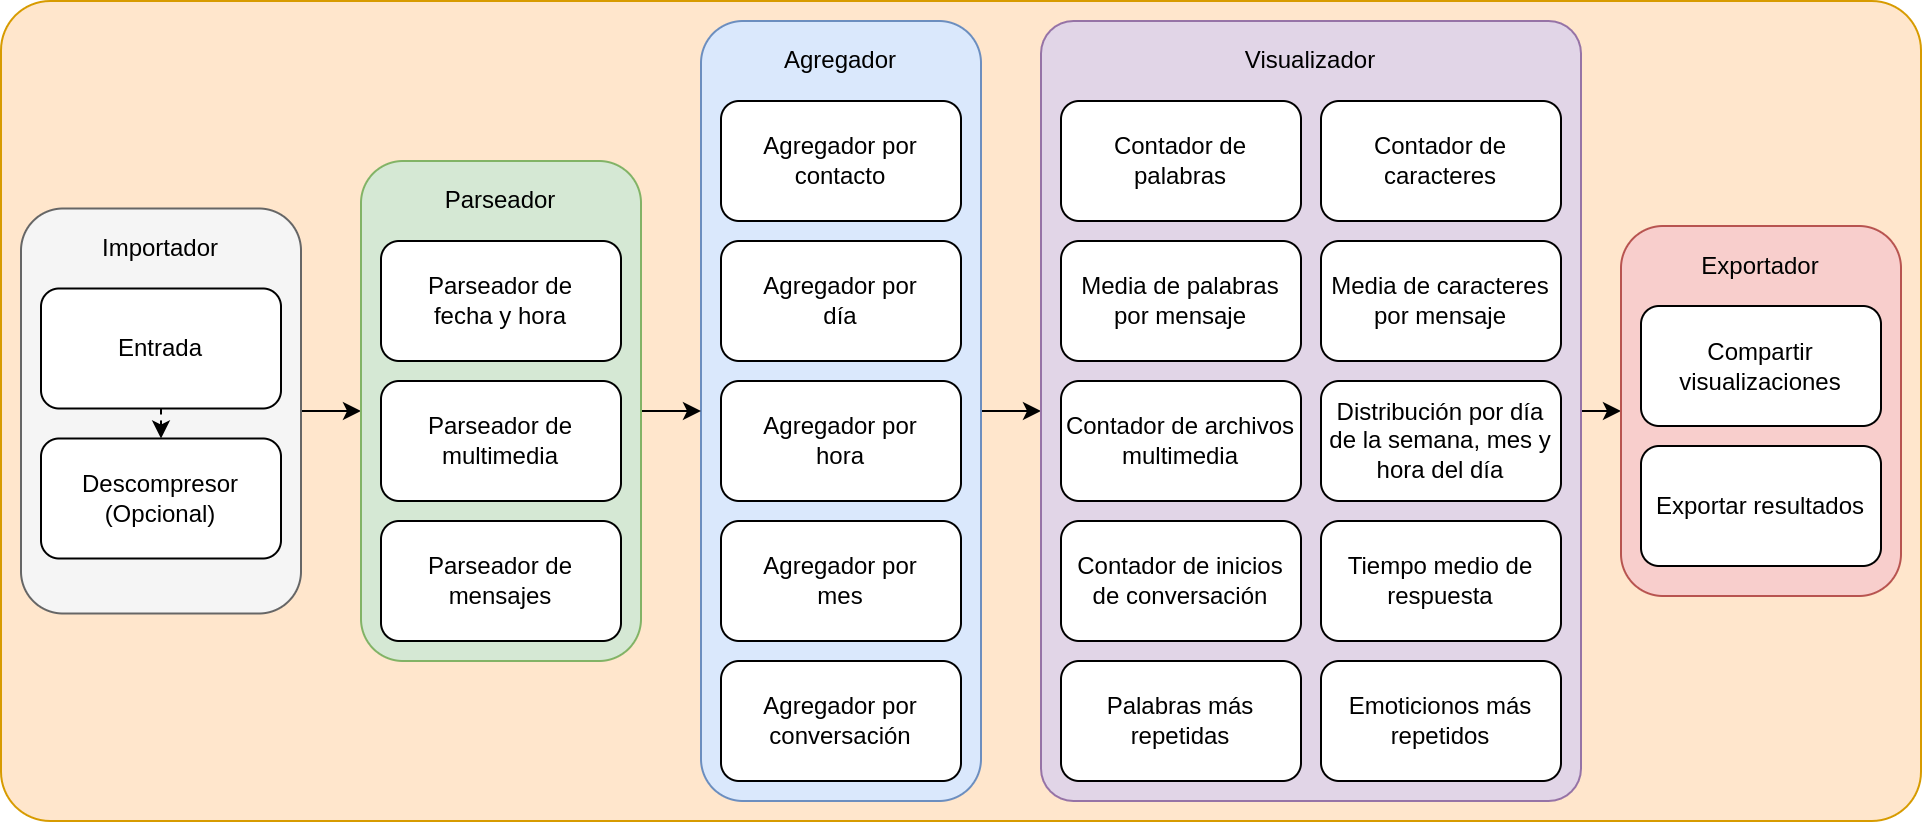 Importador
Entrada
Descompresor
(Opcional)
Parseador
Parseador de
fecha y hora
Parseador de
multimedia
Parseador de
mensajes
Agregador
Agregador por
contacto
Agregador por
día
Agregador por
hora
Agregador por
mes
Agregador por
conversación
Visualizador
Contador de
palabras
Contador de
caracteres
Media de palabras
por mensaje
Media de caracteres
por mensaje
Contador de archivos
multimedia
Distribución por día
de la semana, mes y
hora del día
Contador de inicios
de conversación
Tiempo medio de
respuesta
Palabras más
repetidas
Emoticionos más
repetidos
Exportador
Compartir
visualizaciones
Exportar resultados